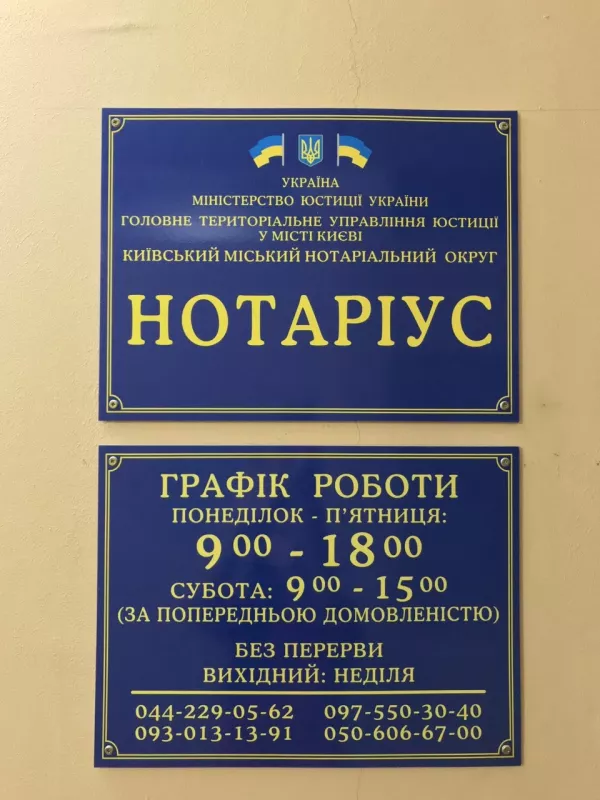 УКРАЇНА
МІНІСТЕРСТВО ЮСТИЦІЇ УКРАЇНИ
ГОЛОВНЕ ТЕРИТОРІАЛЬНЕ УПРАВЛІННЯ ЮСТИЦІЇ
У МІСТІ КИЄВІ
КИЇВСЬКИЙ МІСЬКИЙ НОТАРІАЛЬНИЙ ОКРУГ
НОТАРІУС
ГРАФІК РОБОТИ
ПОНЕДІЛОК - П'ЯТНИЦЯ:
9 00 - 18 00
СУБОТА: 9 00 - 15 00
(ЗА ПОПЕРЕДНЬОЮ ДОМОВЛЕНІСТЮ)
БЕЗ ПЕРЕРВИ
ВИХІДНИЙ: НЕДІЛЯ
044-229-05-62 097-550-30-40
093-013-13-91 050-606-67-00